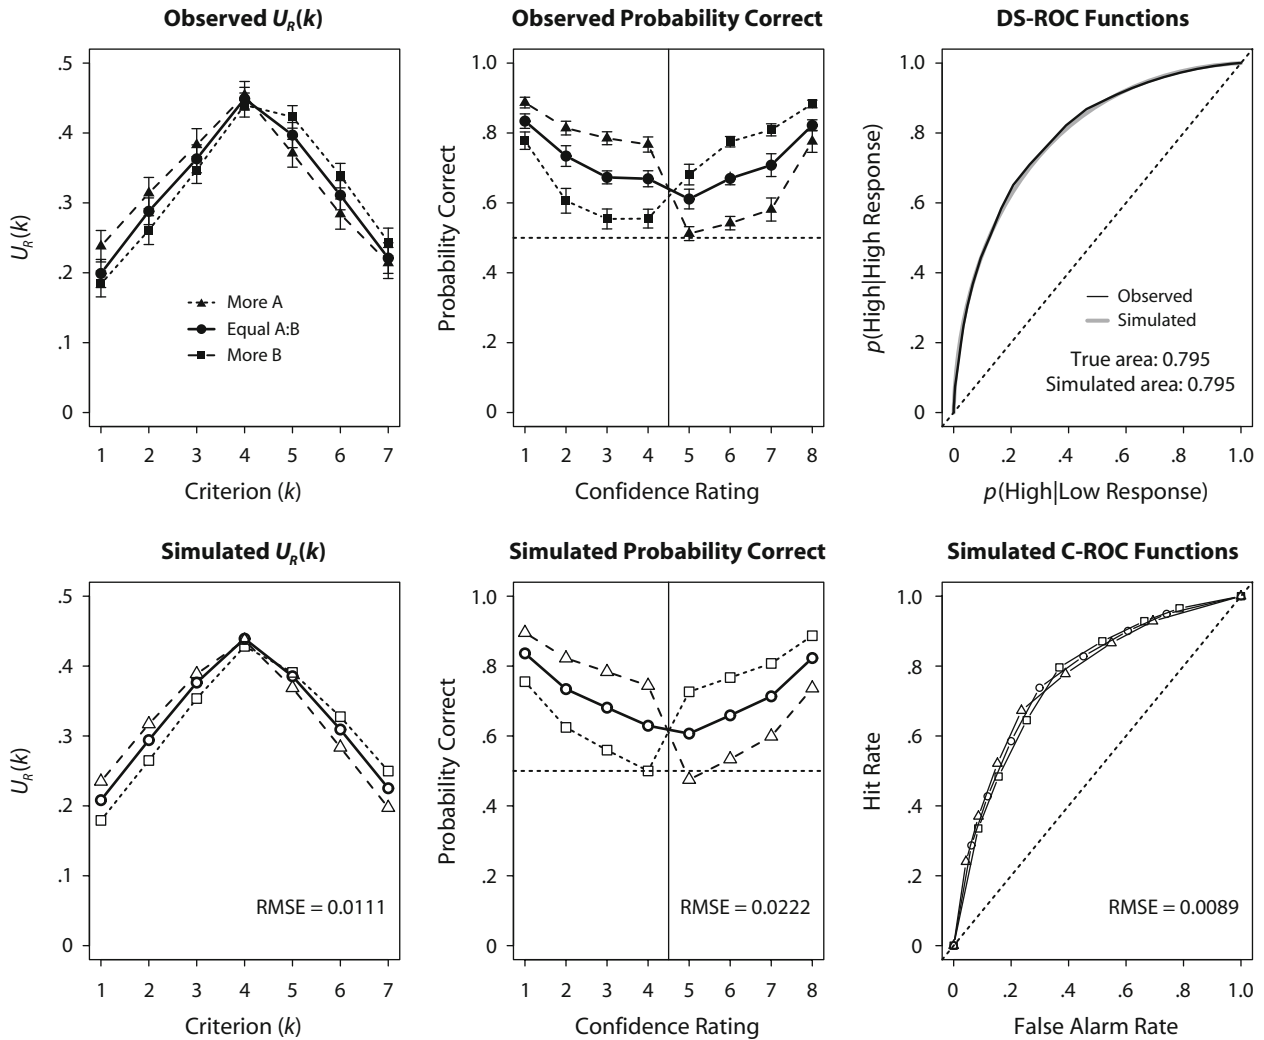 Observed U_R(k)
.5
.4
.3
.2
.1
0
U_R(k)
More A
Equal A:B
More B
1 2 3 4 5 6 7
Criterion (k)
Observed Probability Correct
1.0
.8
.6
.4
.2
0
Probability Correct
1 2 3 4 5 6 7 8
Confidence Rating
DS-ROC Functions
1.0
.8
.6
.4
.2
0
p(High|High Response)
Observed
Simulated
True area: 0.795
Simulated area: 0.795
0 .2 .4 .6 .8 1.0
p(High|Low Response)
Simulated U_R(k)
.5
.4
.3
.2
.1
0
U_R(k)
RMSE = 0.0111
1 2 3 4 5 6 7
Criterion (k)
Simulated Probability Correct
1.0
.8
.6
.4
.2
0
Probability Correct
RMSE = 0.0222
1 2 3 4 5 6 7 8
Confidence Rating
Simulated C-ROC Functions
1.0
.8
.6
.4
.2
0
Hit Rate
RMSE = 0.0089
0 .2 .4 .6 .8 1.0
False Alarm Rate